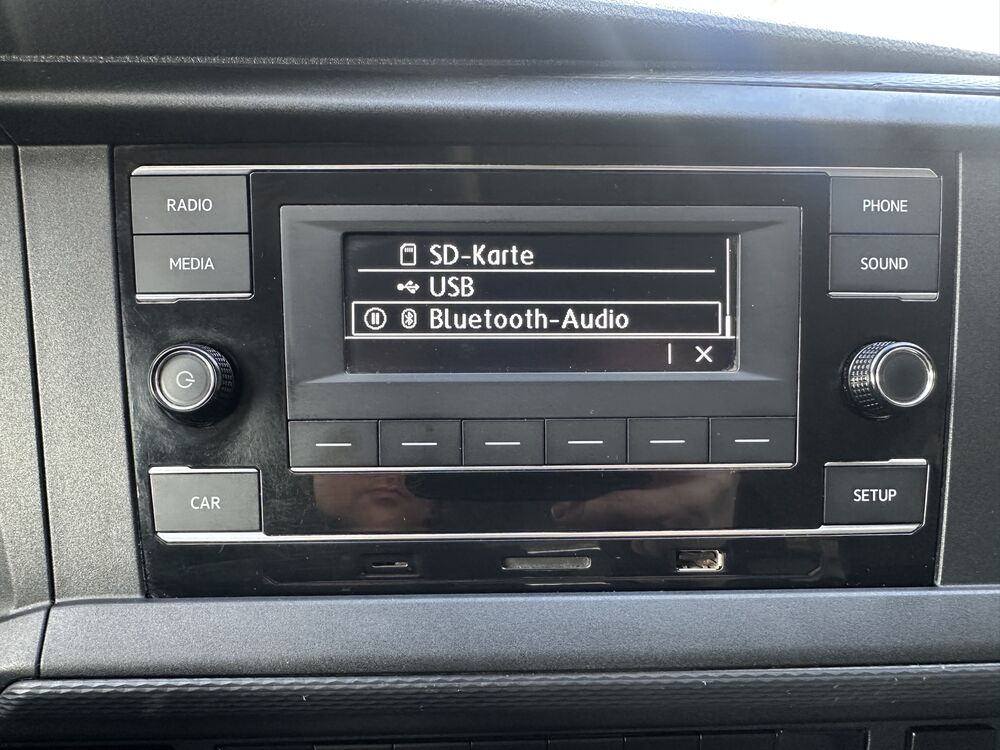 RADIO
MEDIA
PHONE
SOUND
SD-Karte
USB
Bluetooth-Audio
CAR
SETUP